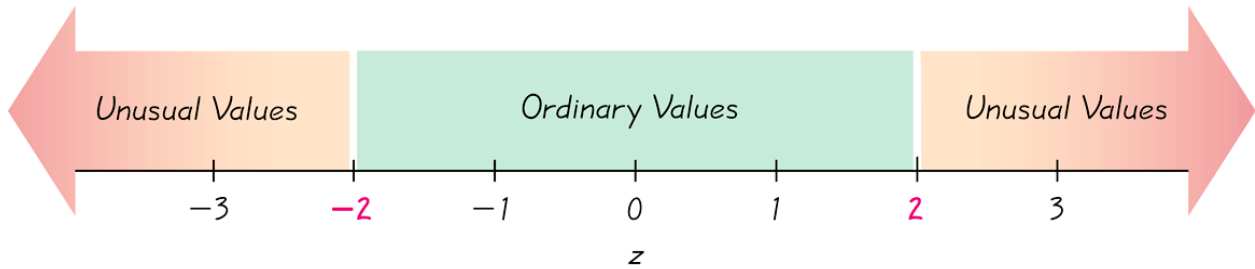 Unusual Values Ordinary Values Unusual Values
−3 −2 −1 0 1 2 3
z